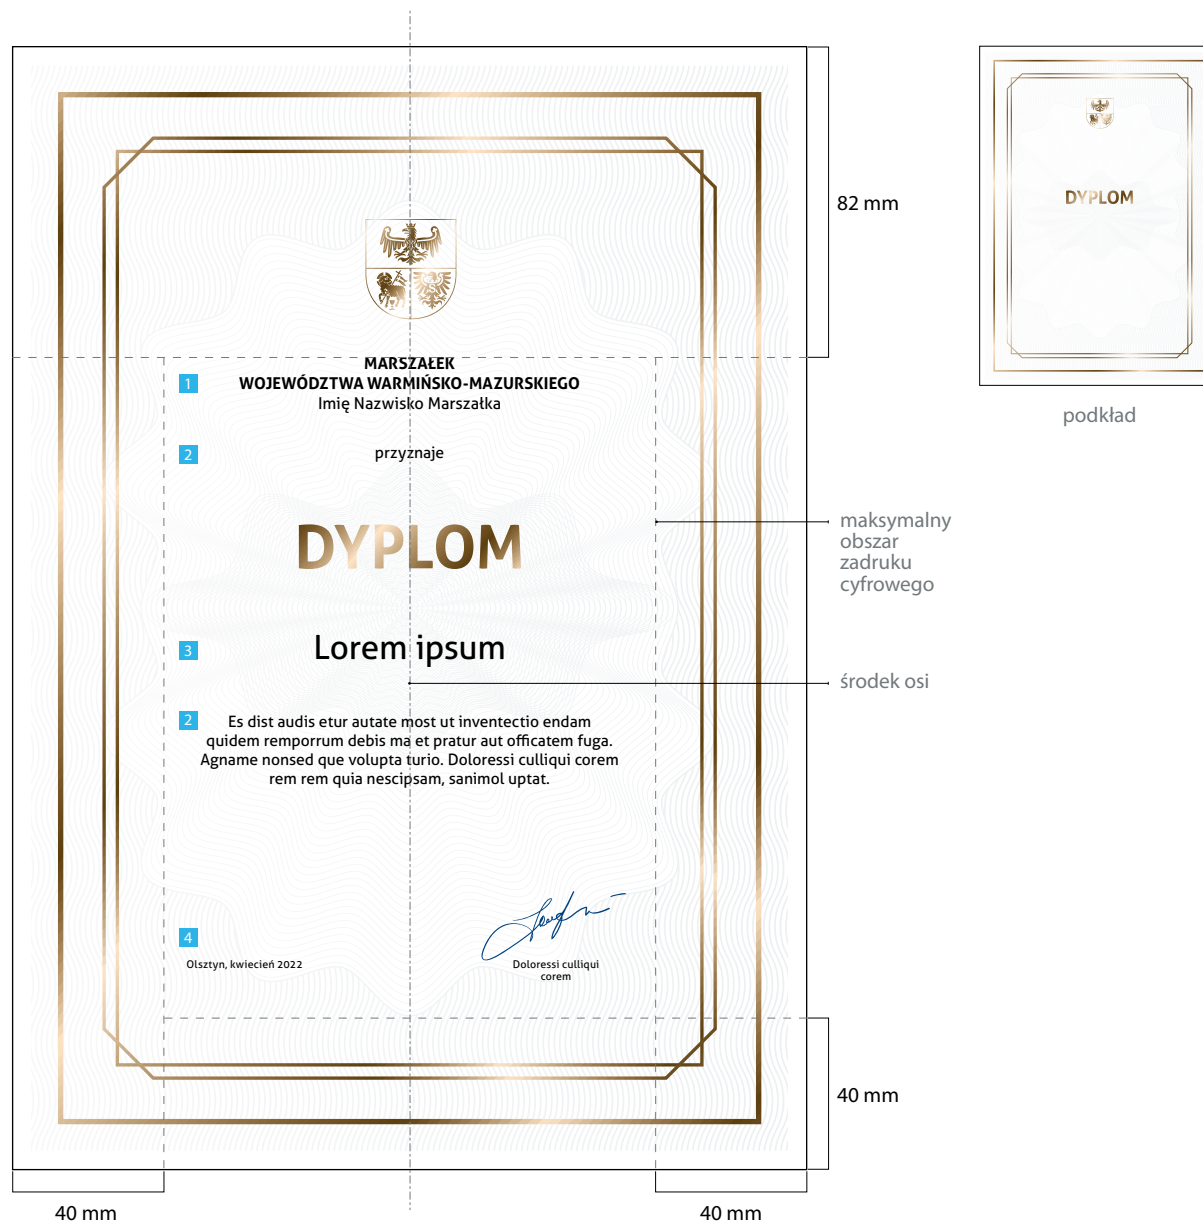 82 mm
DYPLOM
podkład
MARSZAŁEK
1
WOJEWÓDZTWA WARMIŃSKO-MAZURSKIEGO
Imię Nazwisko Marszałka
2
przyznaje
DYPLOM
maksymalny
obszar
zadruku
cyfrowego
3
Lorem ipsum
środek osi
2
Es dist audis etur autate most ut inventectio endam
quidem remporrum debis ma et pratur aut officatem fuga.
Agname nonsed que volupta turio. Doloressi culliqui corem
rem rem quia nescipsam, sanimol uptat.
4
Olsztyn, kwiecień 2022
Doloressi culliqui
corem
40 mm
40 mm
40 mm